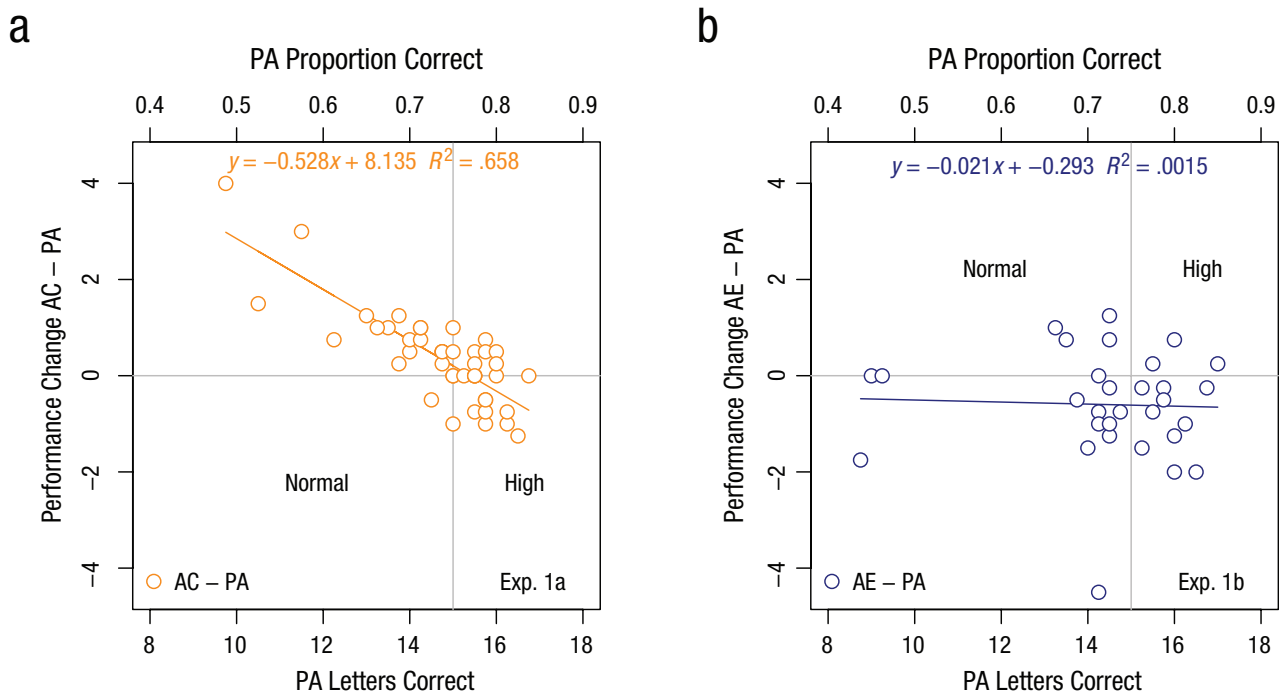 a
PA Proportion Correct
0.4 0.5 0.6 0.7 0.8 0.9
y = −0.528x + 8.135 R² = .658
Performance Change AC – PA
4
2
0
−2
−4
Normal High
AC – PA
Exp. 1a
8 10 12 14 16 18
PA Letters Correct
b
PA Proportion Correct
0.4 0.5 0.6 0.7 0.8 0.9
y = −0.021x + −0.293 R² = .0015
Performance Change AE – PA
4
2
0
−2
−4
Normal High
AE – PA
Exp. 1b
8 10 12 14 16 18
PA Letters Correct